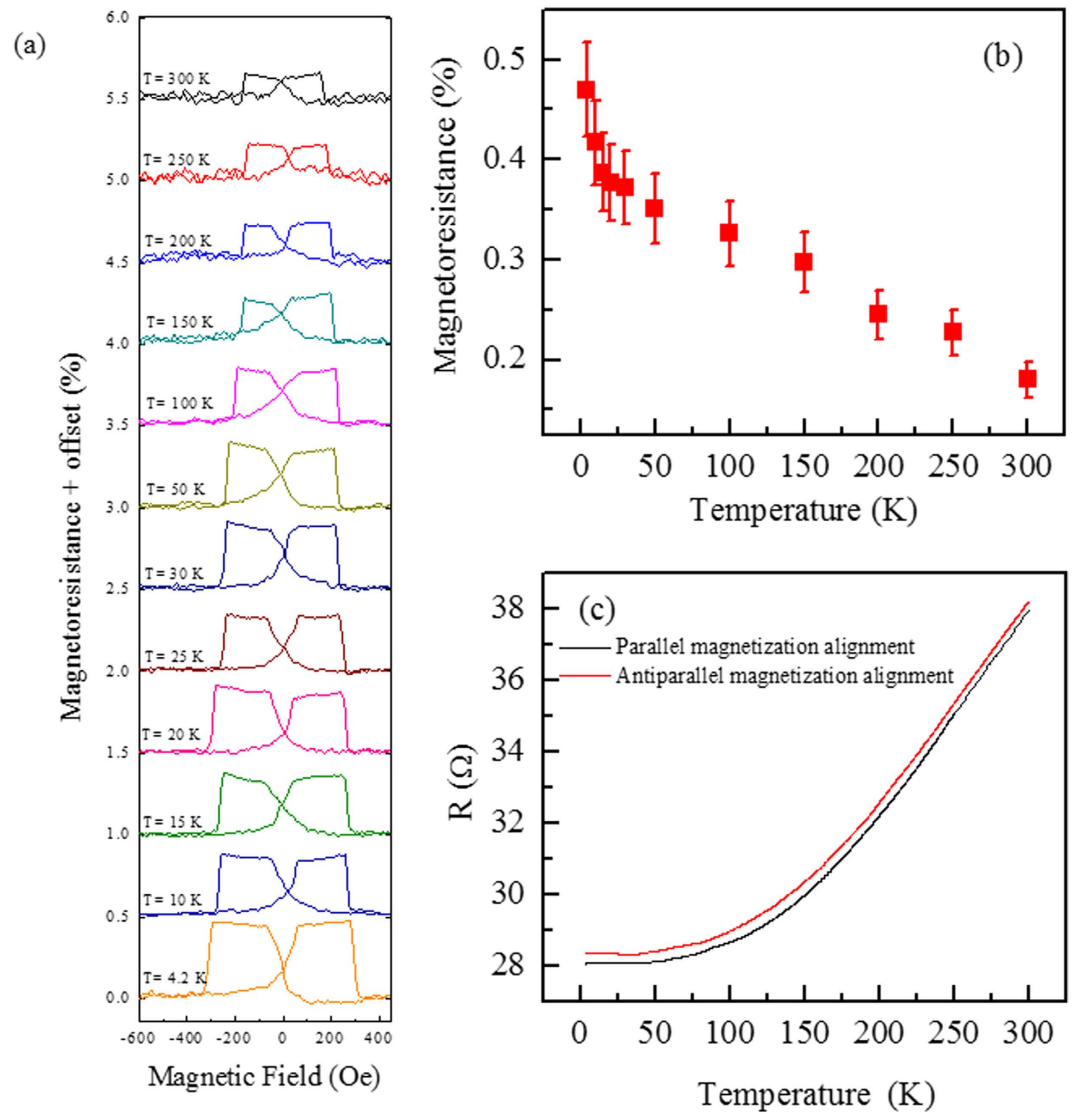 (a)
6.0
5.5
5.0
4.5
4.0
3.5
3.0
2.5
2.0
1.5
1.0
0.5
0.0
Magnetoresistance + offset (%)
T= 300 K
T= 250 K
T= 200 K
T= 150 K
T= 100 K
T= 50 K
T= 30 K
T= 25 K
T= 20 K
T= 15 K
T= 10 K
T= 4.2 K
-600 -400 -200 0 200 400
Magnetic Field (Oe)
(b)
Magnetoresistance (%)
0.5
0.4
0.3
0.2
0 50 100 150 200 250 300
Temperature (K)
(c)
R (Ω)
38
36
34
32
30
28
Parallel magnetization alignment
Antiparallel magnetization alignment
0 50 100 150 200 250 300
Temperature (K)